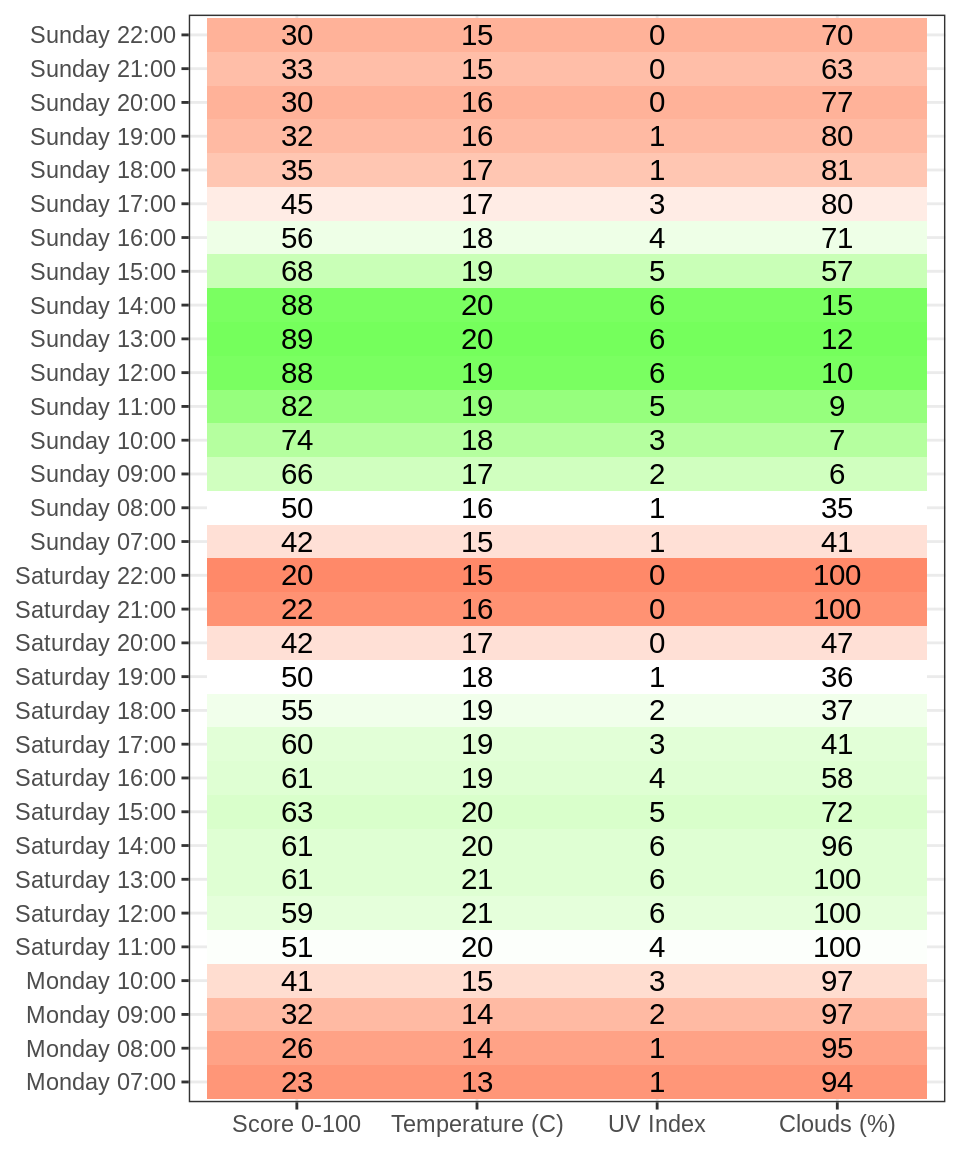 Sunday 22:00 30 15 0 70
Sunday 21:00 33 15 0 63
Sunday 20:00 30 16 0 77
Sunday 19:00 32 16 1 80
Sunday 18:00 35 17 1 81
Sunday 17:00 45 17 3 80
Sunday 16:00 56 18 4 71
Sunday 15:00 68 19 5 57
Sunday 14:00 88 20 6 15
Sunday 13:00 89 20 6 12
Sunday 12:00 88 19 6 10
Sunday 11:00 82 19 5 9
Sunday 10:00 74 18 3 7
Sunday 09:00 66 17 2 6
Sunday 08:00 50 16 1 35
Sunday 07:00 42 15 1 41
Saturday 22:00 20 15 0 100
Saturday 21:00 22 16 0 100
Saturday 20:00 42 17 0 47
Saturday 19:00 50 18 1 36
Saturday 18:00 55 19 2 37
Saturday 17:00 60 19 3 41
Saturday 16:00 61 19 4 58
Saturday 15:00 63 20 5 72
Saturday 14:00 61 20 6 96
Saturday 13:00 61 21 6 100
Saturday 12:00 59 21 6 100
Saturday 11:00 51 20 4 100
Monday 10:00 41 15 3 97
Monday 09:00 32 14 2 97
Monday 08:00 26 14 1 95
Monday 07:00 23 13 1 94
Score 0-100 Temperature (C) UV Index Clouds (%)